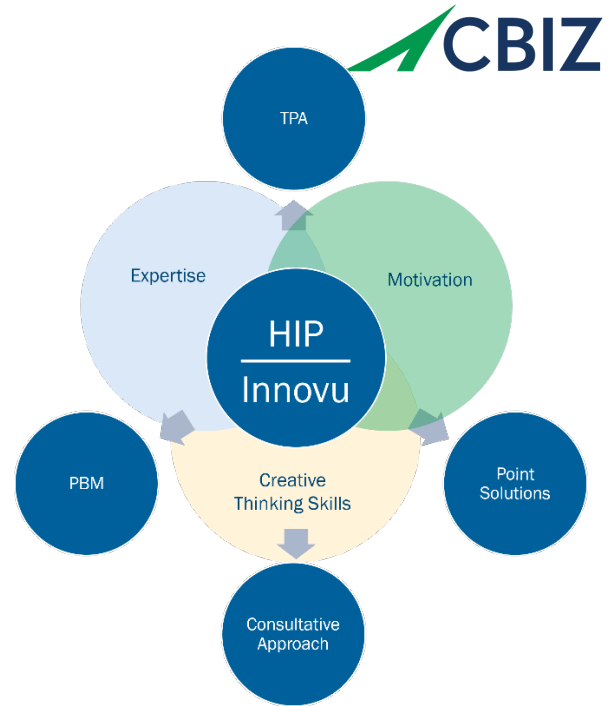 CBIZ
TPA
Expertise
Motivation
HIP
Innovu
PBM
Creative
Thinking Skills
Point
Solutions
Consultative
Approach